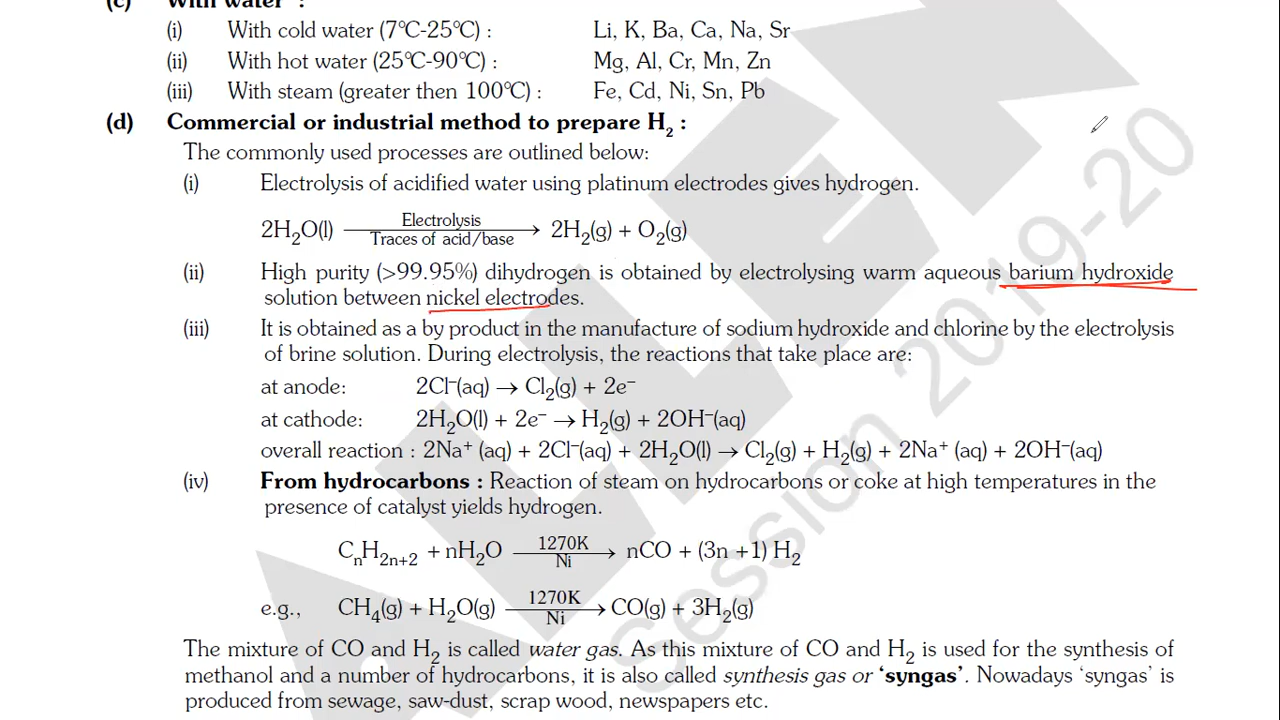 (c) With water :
(i) With cold water (7°C-25°C) : Li, K, Ba, Ca, Na, Sr
(ii) With hot water (25°C-90°C) : Mg, Al, Cr, Mn, Zn
(iii) With steam (greater then 100°C) : Fe, Cd, Ni, Sn, Pb
(d) Commercial or industrial method to prepare H₂ :
The commonly used processes are outlined below:
(i) Electrolysis of acidified water using platinum electrodes gives hydrogen.
2H₂O(l) Electrolysis Traces of acid/base → 2H₂(g) + O₂(g)
(ii) High purity (>99.95%) dihydrogen is obtained by electrolysing warm aqueous barium hydroxide
solution between nickel electrodes.
(iii) It is obtained as a by product in the manufacture of sodium hydroxide and chlorine by the electrolysis
of brine solution. During electrolysis, the reactions that take place are:
at anode: 2Cl⁻(aq) → Cl₂(g) + 2e⁻
at cathode: 2H₂O(l) + 2e⁻ → H₂(g) + 2OH⁻(aq)
overall reaction : 2Na⁺ (aq) + 2Cl⁻(aq) + 2H₂O(l) → Cl₂(g) + H₂(g) + 2Na⁺ (aq) + 2OH⁻(aq)
(iv) From hydrocarbons : Reaction of steam on hydrocarbons or coke at high temperatures in the
presence of catalyst yields hydrogen.
CₙH₂ₙ₊₂ + nH₂O 1270K Ni → nCO + (3n +1) H₂
e.g., CH₄(g) + H₂O(g) 1270K Ni → CO(g) + 3H₂(g)
The mixture of CO and H₂ is called water gas. As this mixture of CO and H₂ is used for the synthesis of
methanol and a number of hydrocarbons, it is also called synthesis gas or ‘syngas’. Nowadays ‘syngas’ is
produced from sewage, saw-dust, scrap wood, newspapers etc.
ALLEN
Session 2019-20